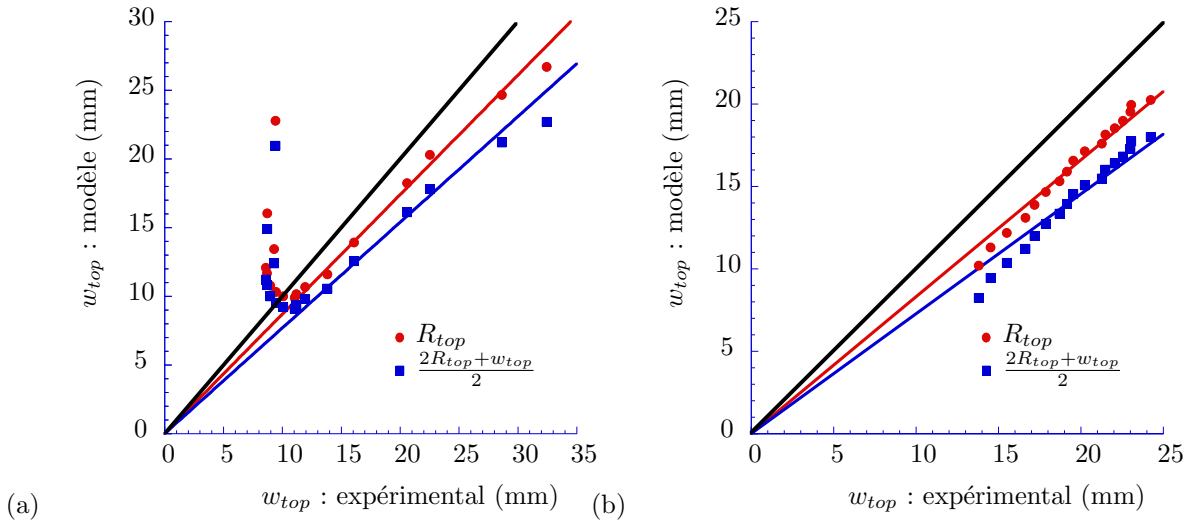 30
25
20
15
10
5
0
w_top : modèle (mm)
R_top
2R_top+w_top
2
0 5 10 15 20 25 30 35
w_top : expérimental (mm)
(a)
25
20
15
10
5
0
w_top : modèle (mm)
R_top
2R_top+w_top
2
0 5 10 15 20 25
w_top : expérimental (mm)
(b)